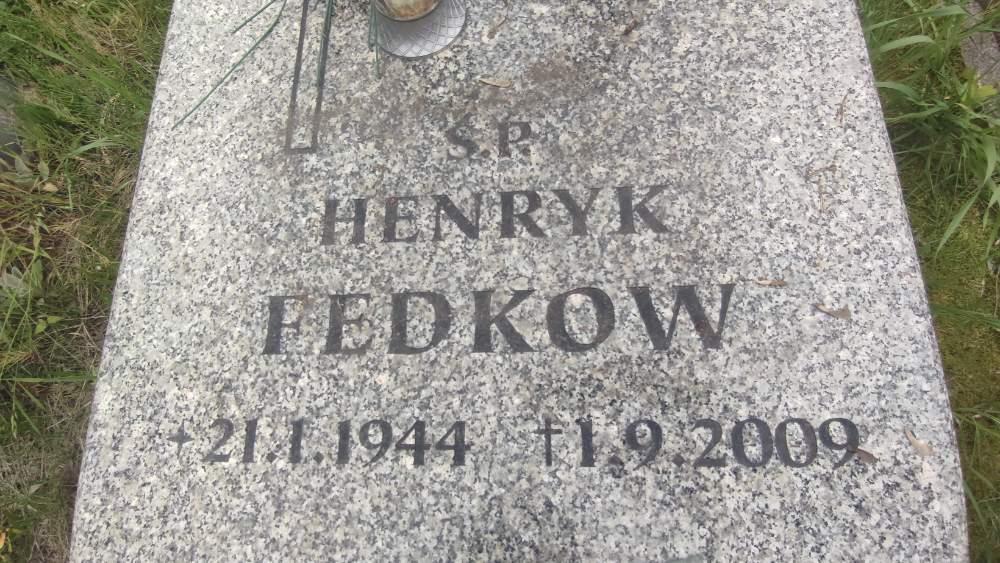 Ś.P.
HENRYK
FEDKOW
+ 21.1.1944 † 1.9.2009